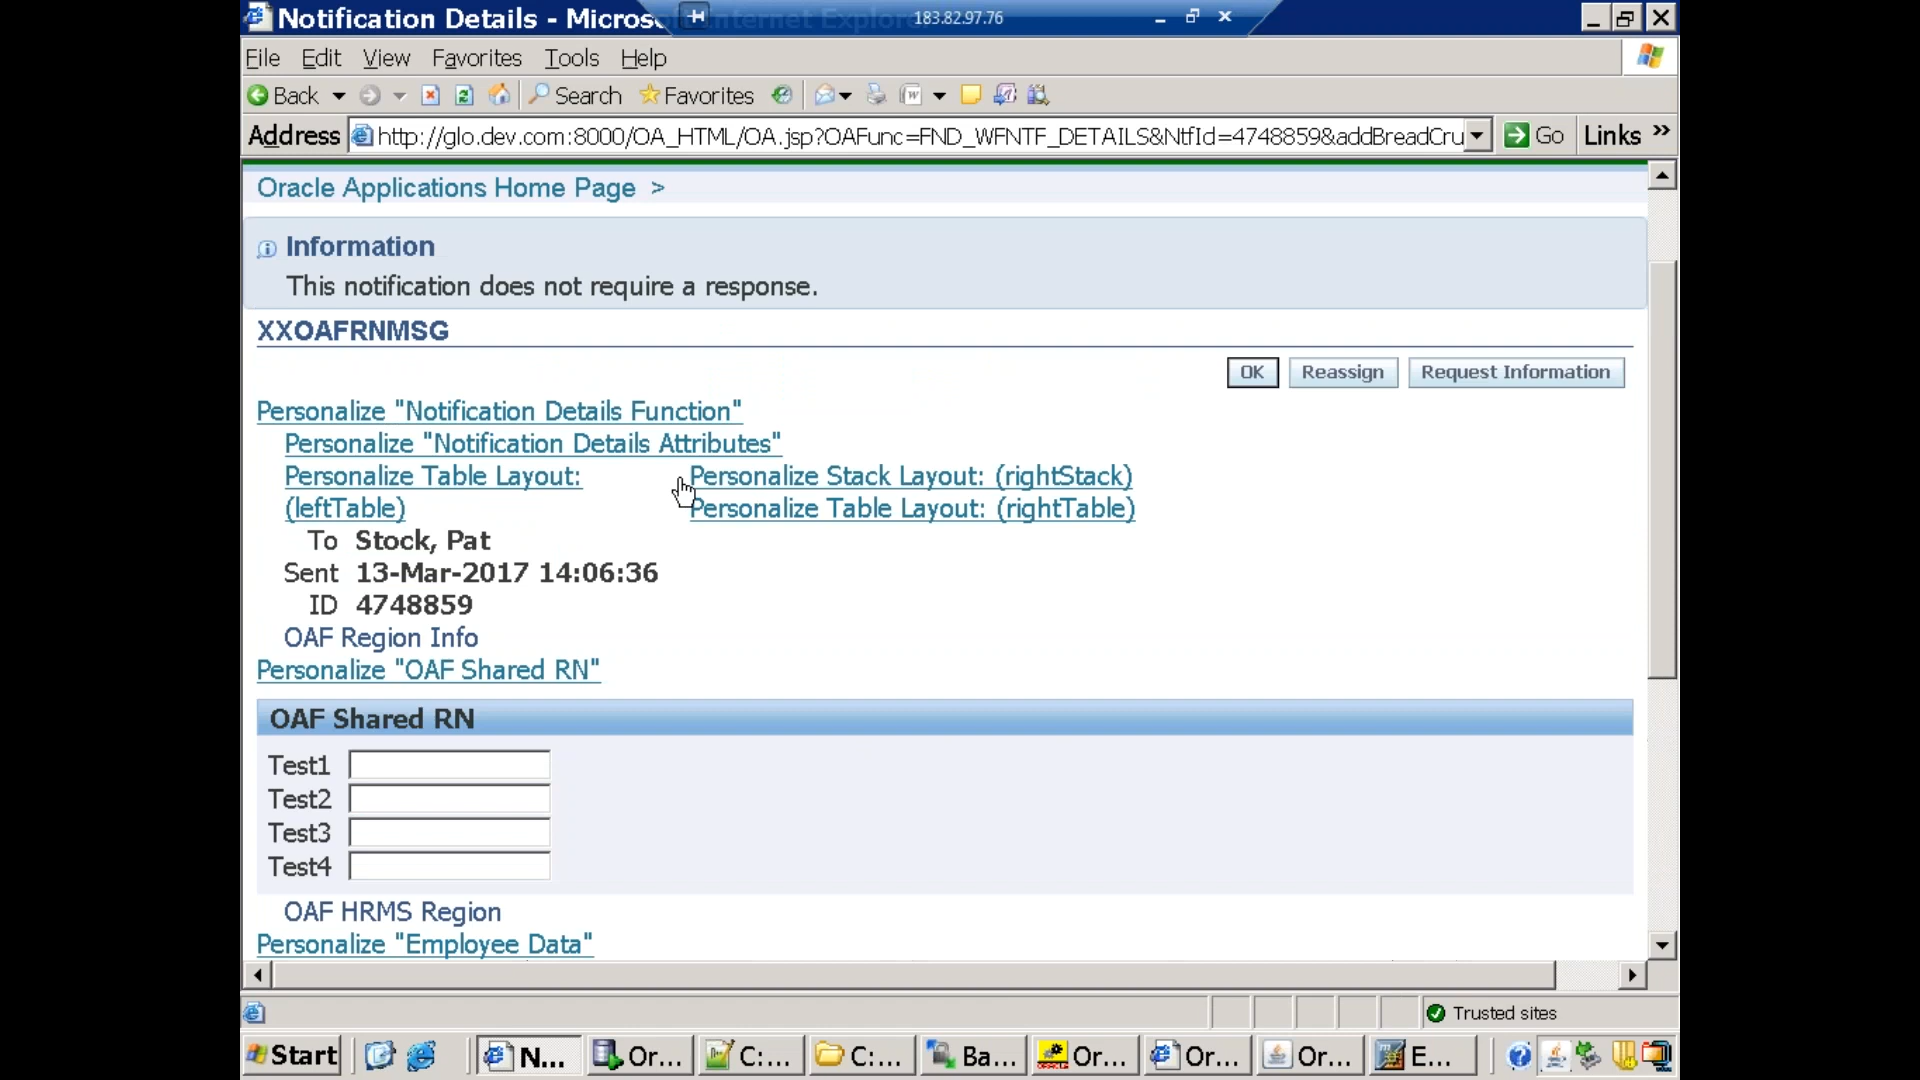 Notification Details - Microsoft Internet Explorer
183.82.97.76
File Edit View Favorites Tools Help
Back Search Favorites
Address http://glo.dev.com:8000/OA_HTML/OA.jsp?OAFunc=FND_WFNTF_DETAILS&NtfId=4748859&addBreadCru Go Links »
Oracle Applications Home Page >
Information
This notification does not require a response.
XXOAFRNMSG
OK Reassign Request Information
Personalize "Notification Details Function"
Personalize "Notification Details Attributes"
Personalize Table Layout: Personalize Stack Layout: (rightStack)
(leftTable) Personalize Table Layout: (rightTable)
To Stock, Pat
Sent 13-Mar-2017 14:06:36
ID 4748859
OAF Region Info
Personalize "OAF Shared RN"
OAF Shared RN
Test1
Test2
Test3
Test4
OAF HRMS Region
Personalize "Employee Data"
Trusted sites
Start N... Or... C:... C:... Ba... Or... Or... Or... E...